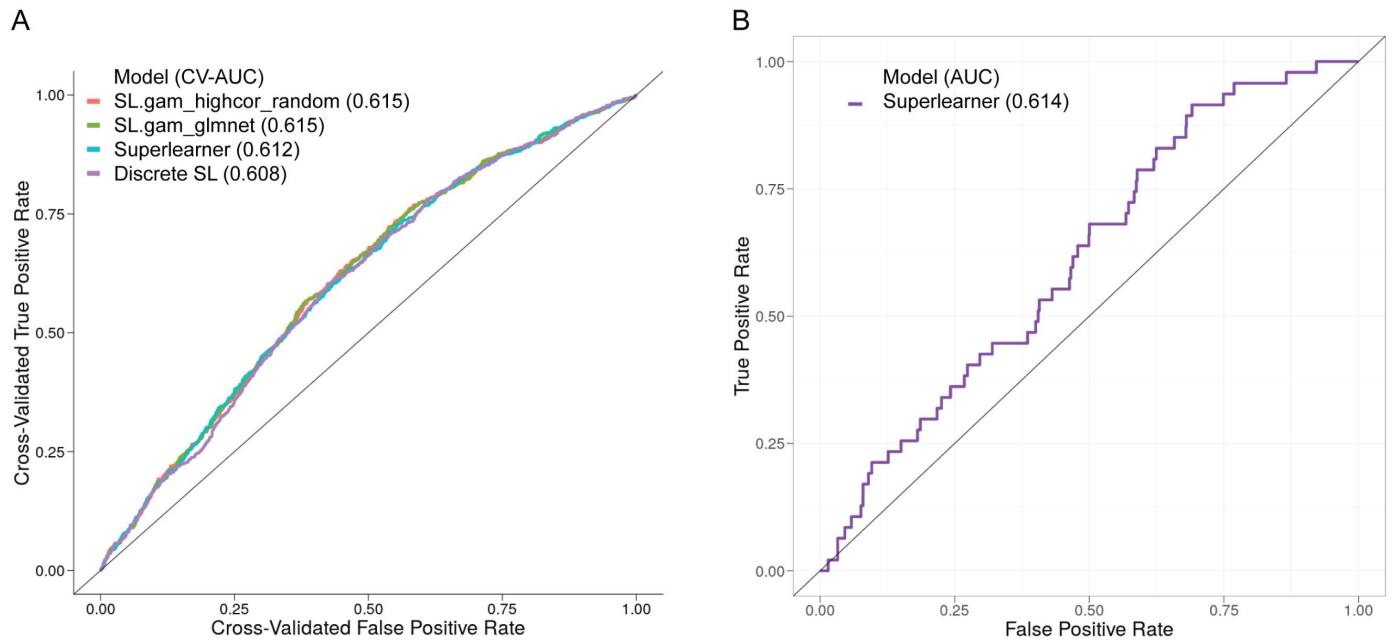 A
Model (CV-AUC)
SL.gam_highcor_random (0.615)
SL.gam_glmnet (0.615)
Superlearner (0.612)
Discrete SL (0.608)
Cross-Validated True Positive Rate
1.00
0.75
0.50
0.25
0.00
0.00 0.25 0.50 0.75 1.00
Cross-Validated False Positive Rate
B
Model (AUC)
Superlearner (0.614)
True Positive Rate
1.00
0.75
0.50
0.25
0.00
0.00 0.25 0.50 0.75 1.00
False Positive Rate